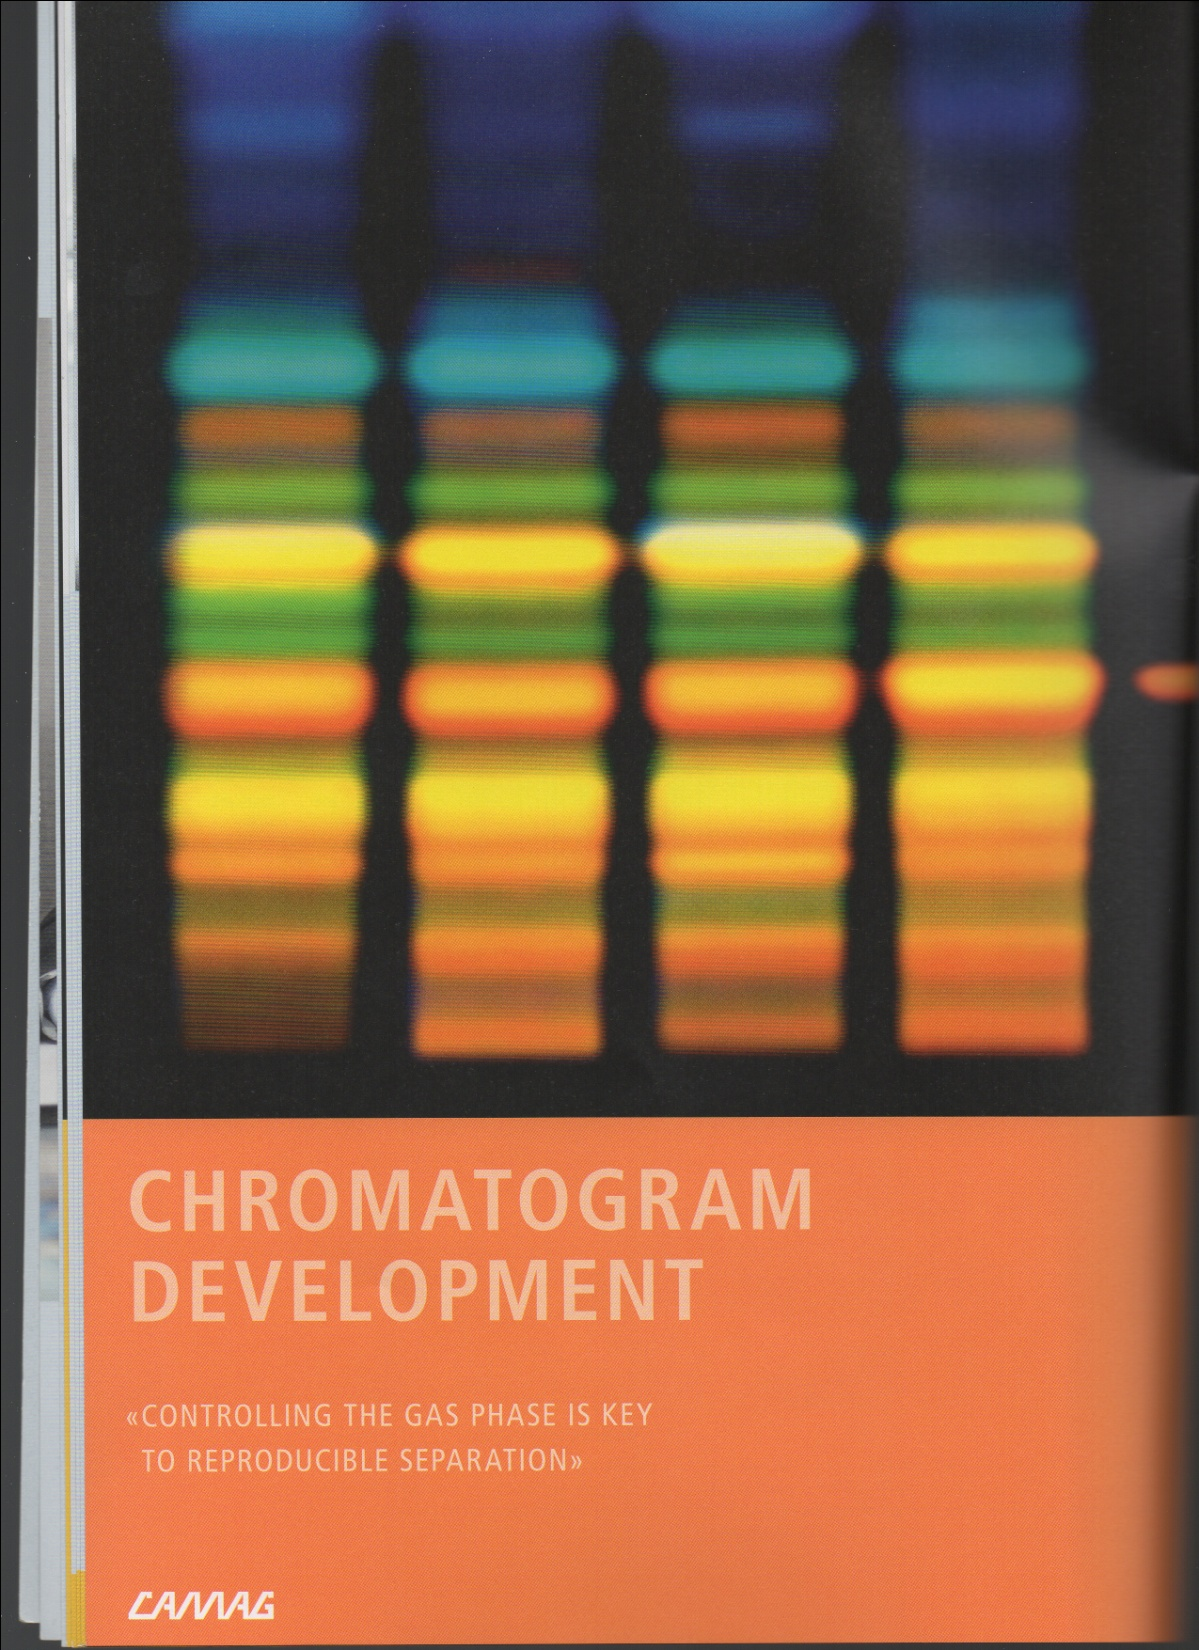 CHROMATOGRAM
DEVELOPMENT
«CONTROLLING THE GAS PHASE IS KEY
TO REPRODUCIBLE SEPARATION»
CAMAG